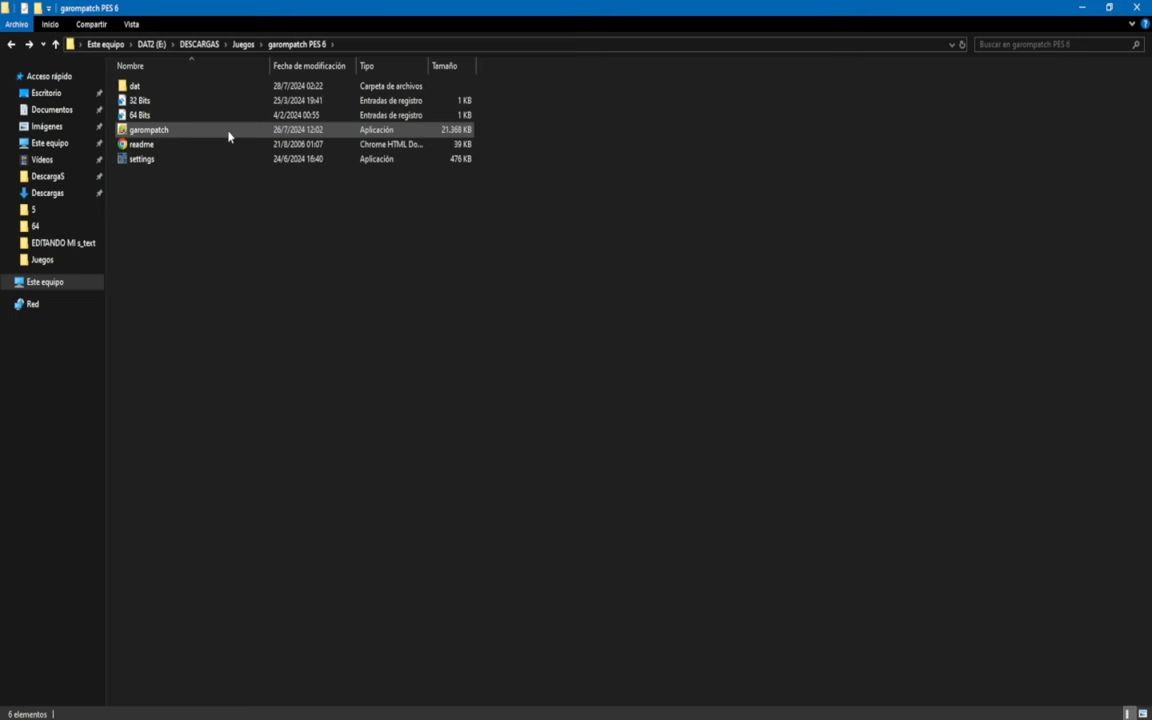 garompatch PES 6
Archivo Inicio Compartir Vista
Este equipo › DAT2 (E:) › DESCARGAS › Juegos › garompatch PES 6 ›
Buscar en garompatch PES 6
Nombre Fecha de modificación Tipo Tamaño
dat 28/7/2024 02:22 Carpeta de archivos
32 Bits 25/3/2024 19:41 Entradas de registro 1 KB
64 Bits 4/2/2024 00:55 Entradas de registro 1 KB
garompatch 26/7/2024 12:02 Aplicación 21.368 KB
readme 21/8/2006 01:07 Chrome HTML Do... 39 KB
settings 24/6/2024 16:40 Aplicación 476 KB
Acceso rápido
Escritorio
Documentos
Imágenes
Este equipo
Vídeos
DescargaS
Descargas
5
64
EDITANDO MI s_text
Juegos
Este equipo
Red
6 elementos